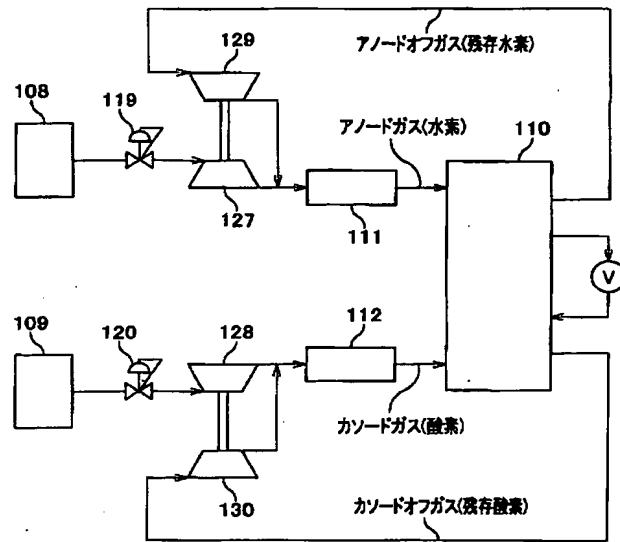 アノードオフガス(残存水素)
129
108
119
アノードガス(水素)
110
127
111
V
109
120
128
112
カソードガス(酸素)
130
カソードオフガス(残存酸素)